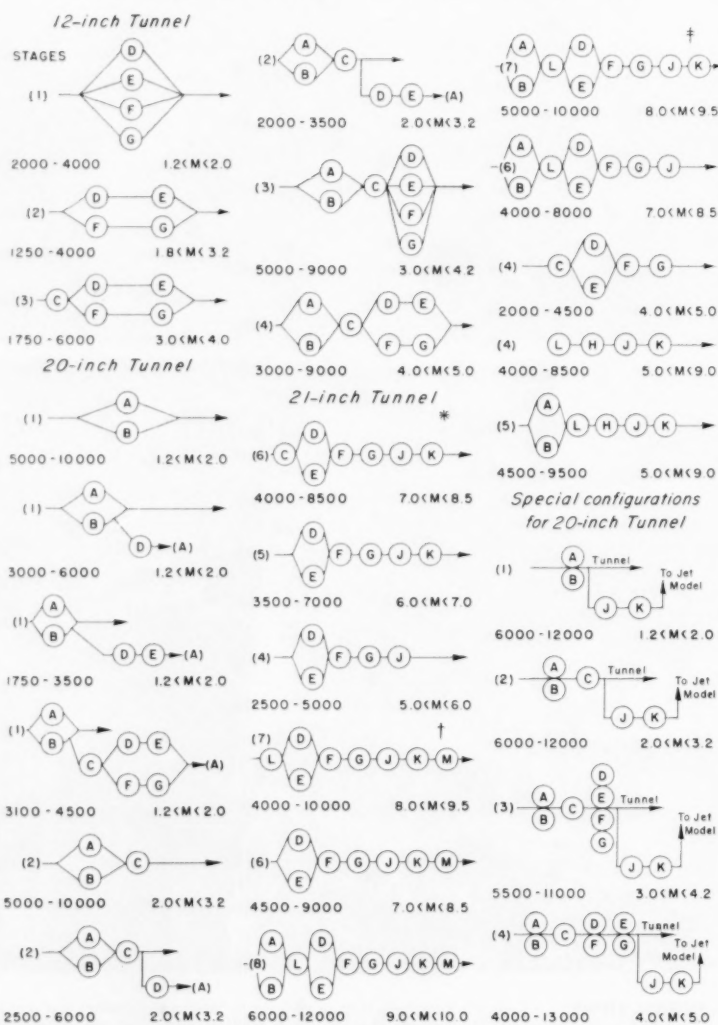 12-inch Tunnel
STAGES
(1) D E F G
2000 - 4000 1.2<M<2.0
(2) D E F G
1250 - 4000 1.8<M<3.2
(3) C D E F G
1750 - 6000 3.0<M<4.0
20-inch Tunnel
(1) A B
5000 - 10000 1.2<M<2.0
(1) A B D (A)
3000 - 6000 1.2<M<2.0
(1) A B D E (A)
1750 - 3500 1.2<M<2.0
(1) A B C D E F G (A)
3100 - 4500 1.2<M<2.0
(2) A B C
5000 - 10000 2.0<M<3.2
(2) A B C D (A)
2500 - 6000 2.0<M<3.2
(2) A B C D E (A)
2000 - 3500 2.0<M<3.2
(3) A B C D E F G
5000 - 9000 3.0<M<4.2
(4) A B C D E F G
3000 - 9000 4.0<M<5.0
21-inch Tunnel
*
(6) C D E F G J K
4000 - 8500 7.0<M<8.5
(5) D E F G J K
3500 - 7000 6.0<M<7.0
(4) D E F G J
2500 - 5000 5.0<M<6.0
†
(7) L D E F G J K M
4000 - 10000 8.0<M<9.5
(6) D E F G J K M
4500 - 9000 7.0<M<8.5
(8) A B L D E F G J K M
6000 - 12000 9.0<M<10.0
‡
(7) A B L D E F G J K
5000 - 10000 8.0<M<9.5
(6) A B L D E F G J
4000 - 8000 7.0<M<8.5
(4) C D E F G
2000 - 4500 4.0<M<5.0
(4) L H J K
4000 - 8500 5.0<M<9.0
(5) A B L H J K
4500 - 9500 5.0<M<9.0
Special configurations
for 20-inch Tunnel
(1) A B Tunnel J K To Jet Model
6000 - 12000 1.2<M<2.0
(2) A B C Tunnel J K To Jet Model
6000 - 12000 2.0<M<3.2
(3) A B C D E F G Tunnel J K To Jet Model
5500 - 11000 3.0<M<4.2
(4) A B C D F E G Tunnel J K To Jet Model
4000 - 13000 4.0<M<5.0